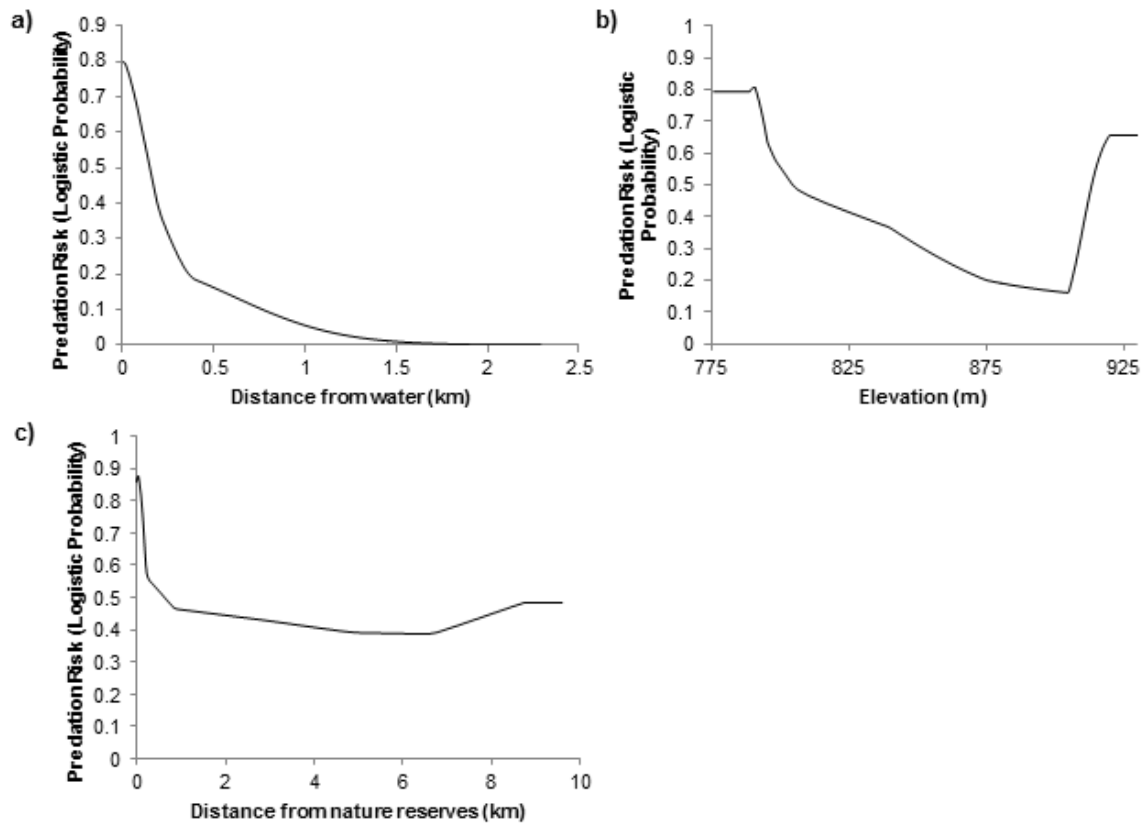 a)
Predation Risk (Logistic Probability)
0.9
0.8
0.7
0.6
0.5
0.4
0.3
0.2
0.1
0
0 0.5 1 1.5 2 2.5
Distance from water (km)
b)
Predation Risk (Logistic
Probability)
1
0.9
0.8
0.7
0.6
0.5
0.4
0.3
0.2
0.1
0
775 825 875 925
Elevation (m)
c)
Predation Risk (Logistic Probability)
1
0.9
0.8
0.7
0.6
0.5
0.4
0.3
0.2
0.1
0
0 2 4 6 8 10
Distance from nature reserves (km)